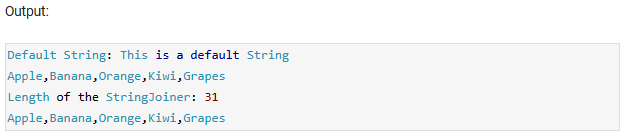 Output:
Default String: This is a default String
Apple,Banana,Orange,Kiwi,Grapes
Length of the StringJoiner: 31
Apple,Banana,Orange,Kiwi,Grapes